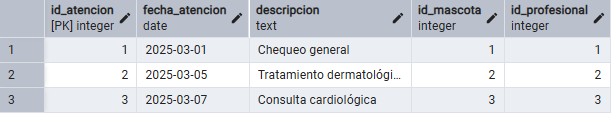 id_atencion fecha_atencion descripcion id_mascota id_profesional
[PK] integer date text integer integer
1 1 2025-03-01 Chequeo general 1 1
2 2 2025-03-05 Tratamiento dermatológi... 2 2
3 3 2025-03-07 Consulta cardiológica 3 3